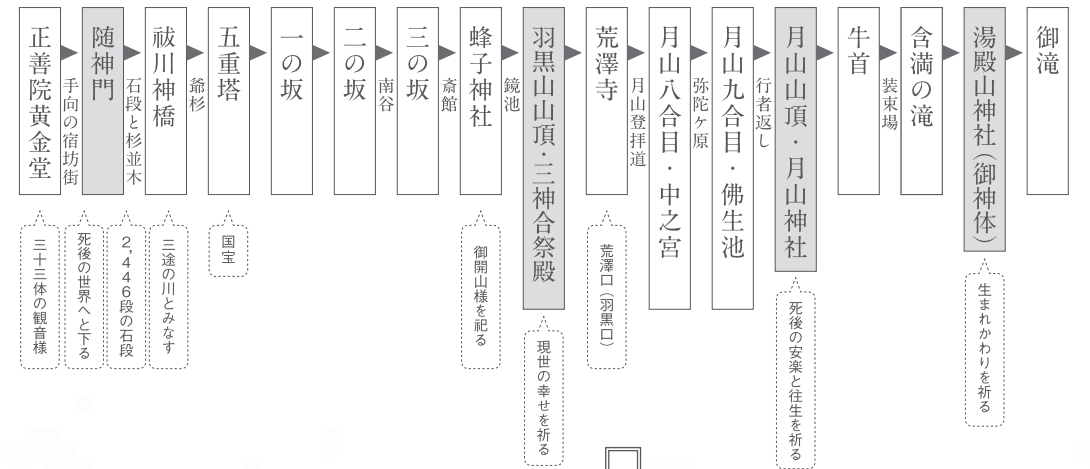 正善院黄金堂
手向の宿坊街
随神門
石段と杉並木
祓川神橋
爺杉
五重塔
一の坂
二の坂
南谷
三の坂
斎館
蜂子神社
鏡池
羽黒山山頂・三神合祭殿
荒澤寺
月山登拝道
月山八合目・中之宮
弥陀ヶ原
月山九合目・佛生池
行者返し
月山山頂・月山神社
牛首
装束場
含満の滝
湯殿山神社（御神体）
御滝
三十三体の観音様
死後の世界へと下る
2,446段の石段
三途の川とみなす
国宝
御開山様を祀る
現世の幸せを祈る
荒澤口（羽黒口）
死後の安楽と往生を祈る
生まれかわりを祈る